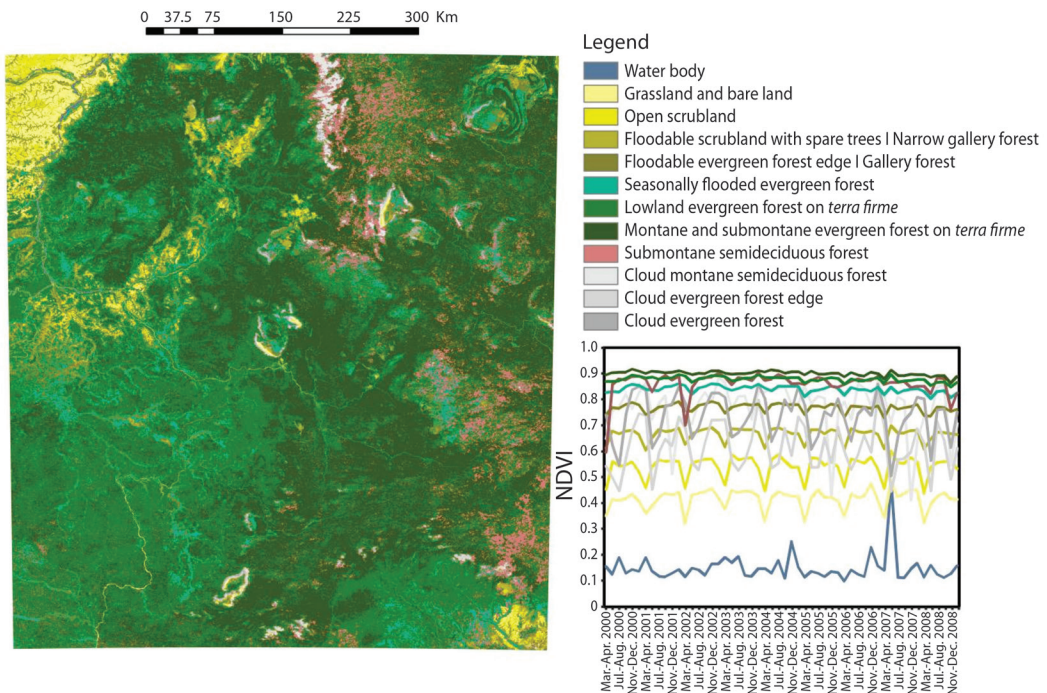 0 37.5 75 150 225 300 Km
Legend
Water body
Grassland and bare land
Open scrubland
Floodable scrubland with spare trees I Narrow gallery forest
Floodable evergreen forest edge I Gallery forest
Seasonally flooded evergreen forest
Lowland evergreen forest on terra firme
Montane and submontane evergreen forest on terra firme
Submontane semideciduous forest
Cloud montane semideciduous forest
Cloud evergreen forest edge
Cloud evergreen forest
1.0
0.9
0.8
0.7
0.6
0.5
0.4
0.3
0.2
0.1
0
NDVI
Mar.-Apr. 2000
Jul.-Aug. 2000
Nov.-Dec. 2000
Mar.-Apr. 2001
Jul.-Aug. 2001
Nov.-Dec. 2001
Mar.-Apr. 2002
Jul.-Aug. 2002
Nov.-Dec. 2002
Mar.-Apr. 2003
Jul.-Aug. 2003
Nov.-Dec. 2003
Mar.-Apr. 2004
Jul.-Aug. 2004
Nov.-Dec. 2004
Mar.-Apr. 2005
Jul.-Aug. 2005
Nov.-Dec. 2005
Mar.-Apr. 2006
Jul.-Aug. 2006
Nov.-Dec. 2006
Mar.-Apr. 2007
Jul.-Aug. 2007
Nov.-Dec. 2007
Mar.-Apr. 2008
Jul.-Aug. 2008
Nov.-Dec. 2008